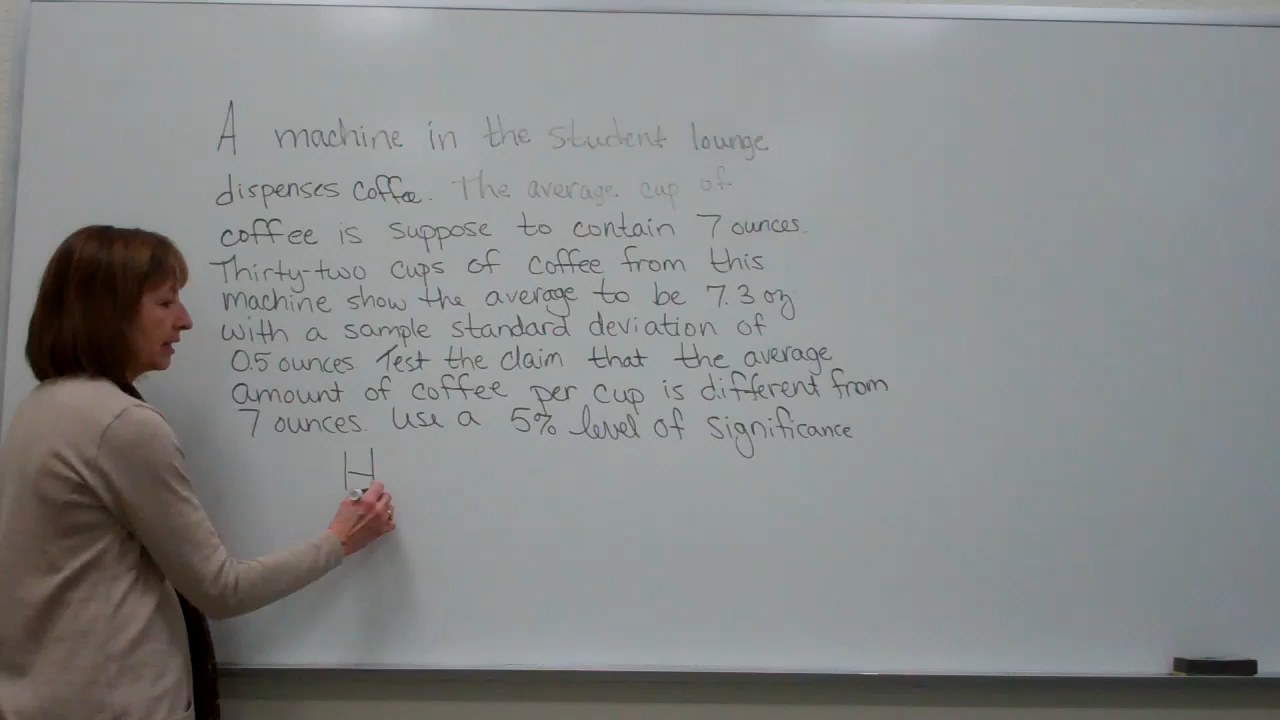 A machine in the student lounge
dispenses coffee. The average cup of
coffee is suppose to contain 7 ounces.
Thirty-two cups of coffee from this
machine show the average to be 7.3 oz
with a sample standard deviation of
0.5 ounces. Test the claim that the average
amount of coffee per cup is different from
7 ounces. Use a 5% level of significance
H